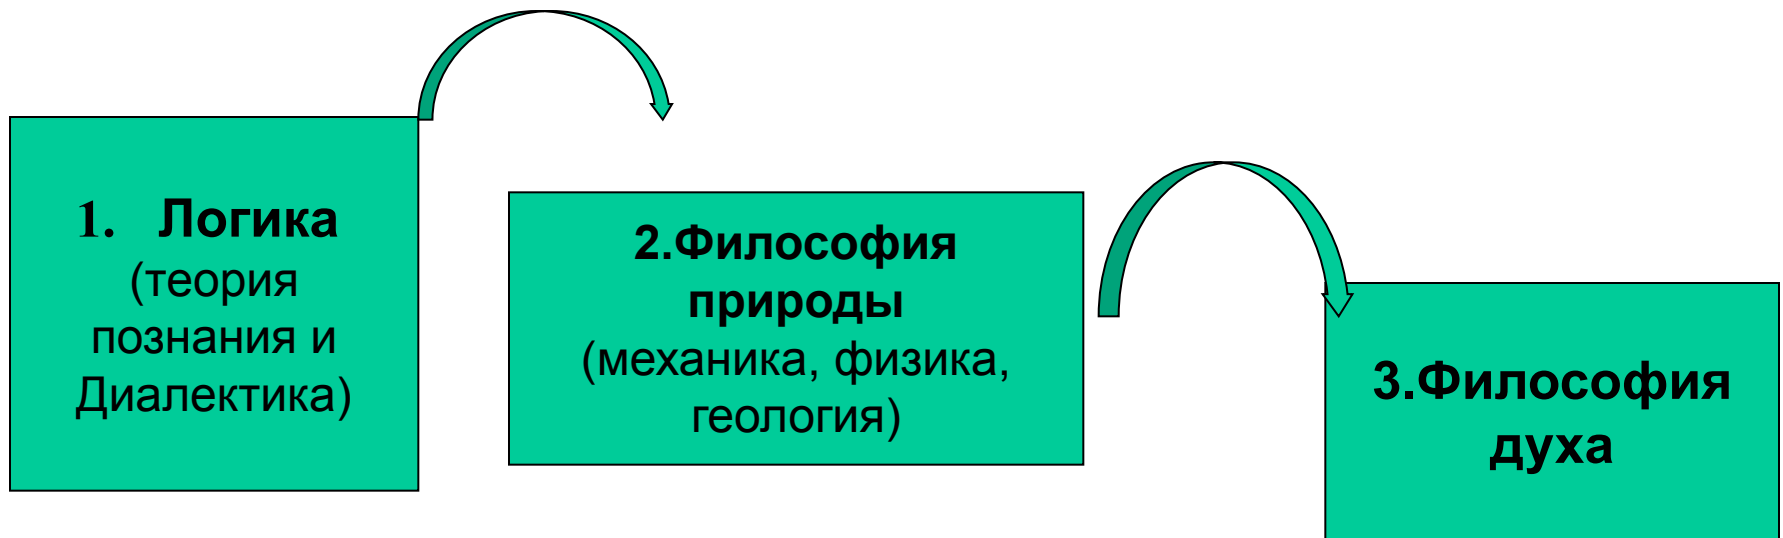 1. Логика
(теория
познания и
Диалектика)
2.Философия
природы
(механика, физика,
геология)
3.Философия
духа